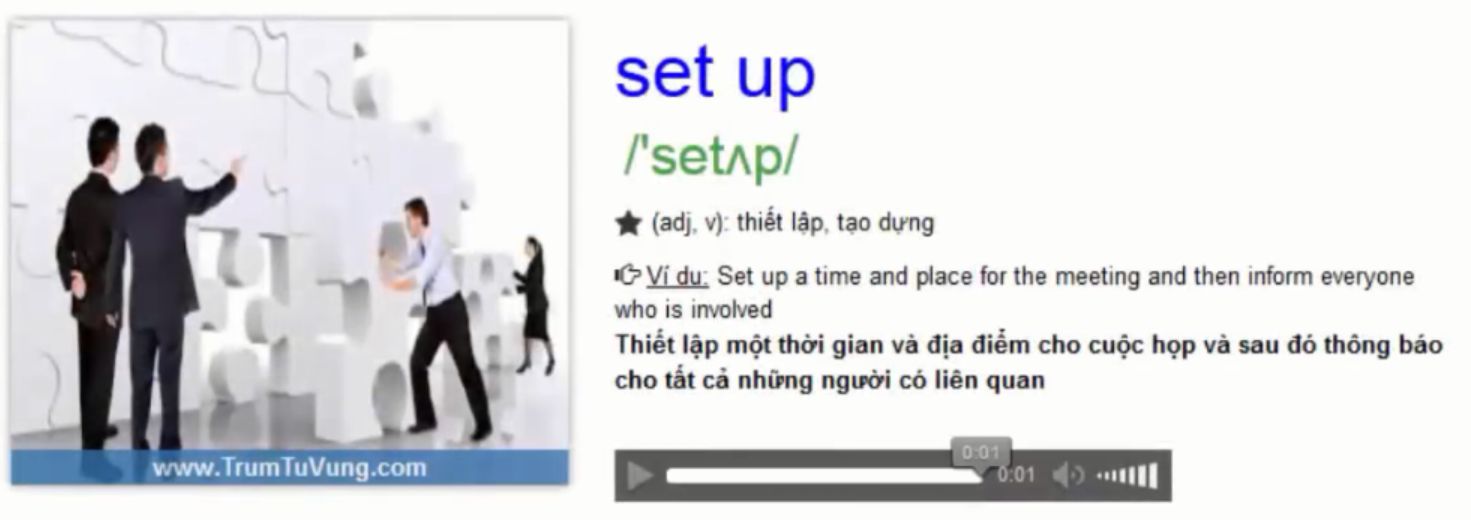 set up
/'setʌp/
(adj, v): thiết lập, tạo dựng
Ví du: Set up a time and place for the meeting and then inform everyone
who is involved
Thiết lập một thời gian và địa điểm cho cuộc họp và sau đó thông báo
cho tất cả những người có liên quan
www.TrumTuVung.com
0:01
0:01